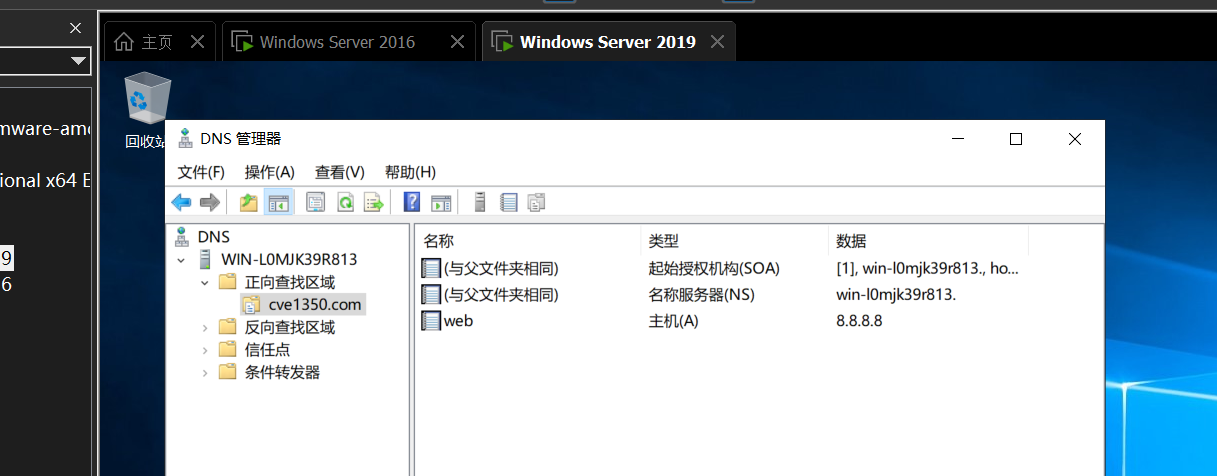 主页 Windows Server 2016 Windows Server 2019
回收站
DNS 管理器
mware-am
文件(F) 操作(A) 查看(V) 帮助(H)
ional x64 E
DNS
WIN-L0MJK39R813
正向查找区域
cve1350.com
反向查找区域
信任点
条件转发器
名称 类型 数据
(与父文件夹相同) 起始授权机构(SOA) [1], win-l0mjk39r813., ho...
(与父文件夹相同) 名称服务器(NS) win-l0mjk39r813.
web 主机(A) 8.8.8.8
9
6